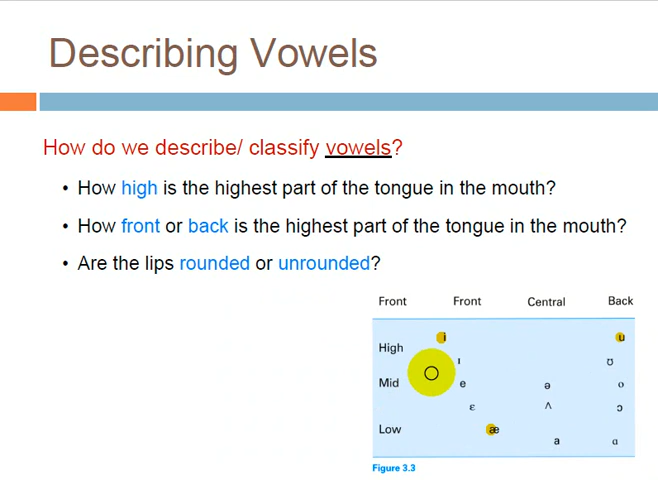 Describing Vowels
How do we describe/ classify vowels?
• How high is the highest part of the tongue in the mouth?
• How front or back is the highest part of the tongue in the mouth?
• Are the lips rounded or unrounded?
Front Front Central Back
i u
High
ɪ ʊ
Mid e ə o
ɛ ʌ ɔ
Low æ
a ɑ
Figure 3.3